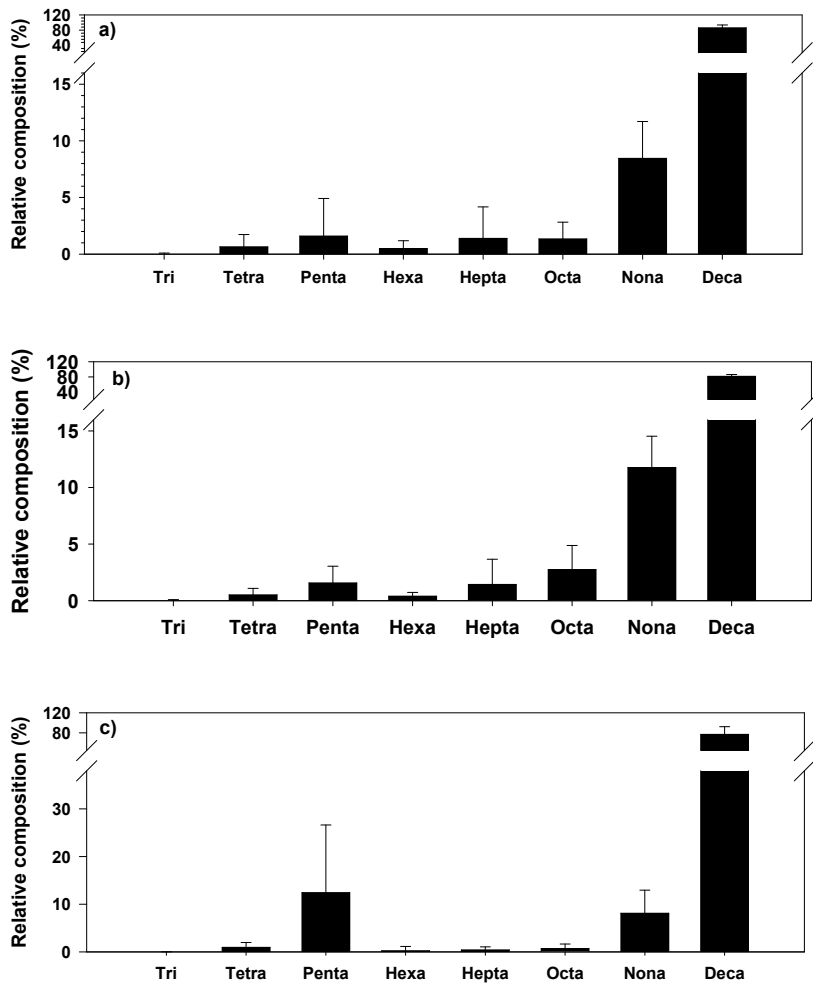 Relative composition (%)
a)
120
80
40
15
10
5
0
Tri Tetra Penta Hexa Hepta Octa Nona Deca
Relative composition (%)
b)
120
80
40
15
10
5
0
Tri Tetra Penta Hexa Hepta Octa Nona Deca
Relative composition (%)
c)
120
80
30
20
10
0
Tri Tetra Penta Hexa Hepta Octa Nona Deca